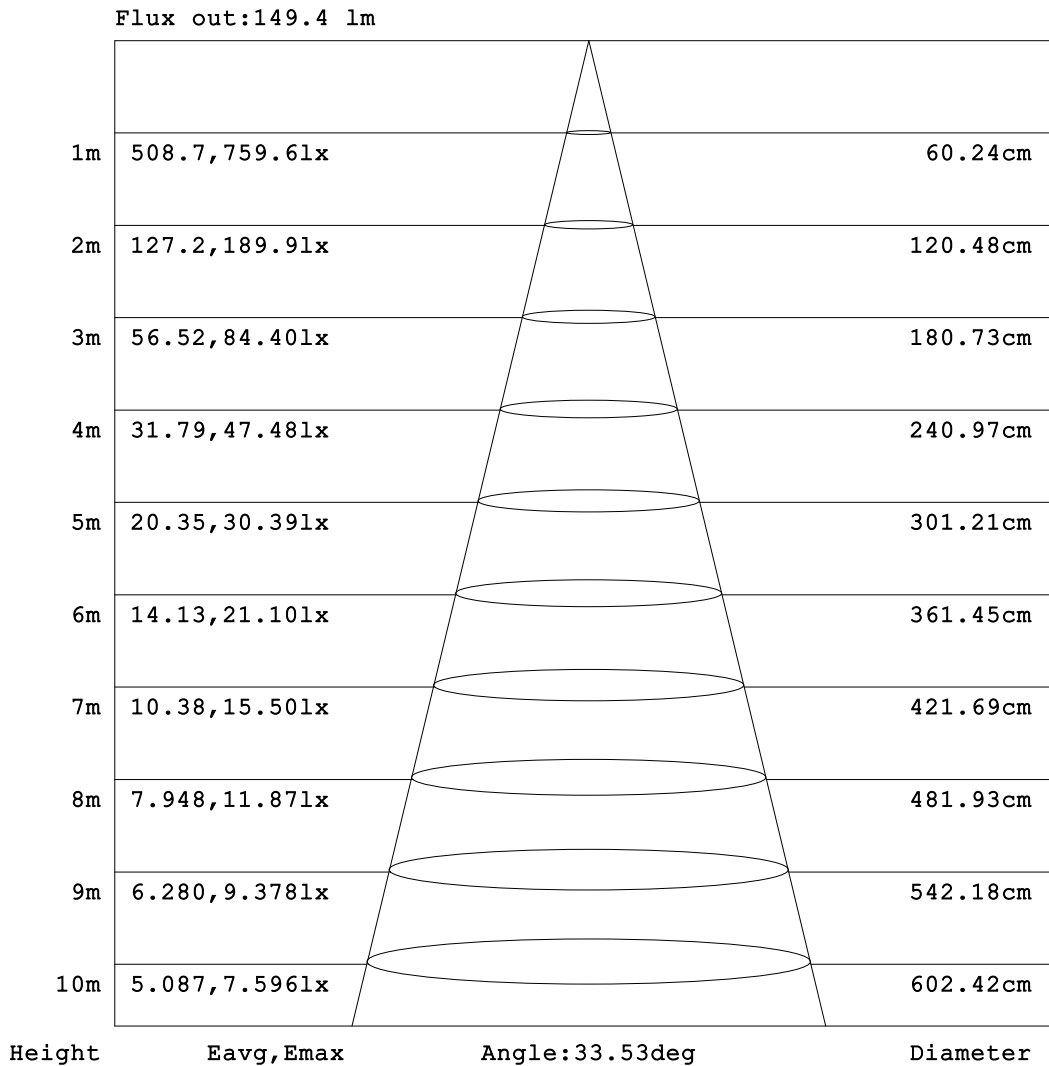 Flux out:149.4 lm
1m 508.7,759.6lx 60.24cm
2m 127.2,189.9lx 120.48cm
3m 56.52,84.40lx 180.73cm
4m 31.79,47.48lx 240.97cm
5m 20.35,30.39lx 301.21cm
6m 14.13,21.10lx 361.45cm
7m 10.38,15.50lx 421.69cm
8m 7.948,11.87lx 481.93cm
9m 6.280,9.378lx 542.18cm
10m 5.087,7.596lx 602.42cm
Height Eavg,Emax Angle:33.53deg Diameter